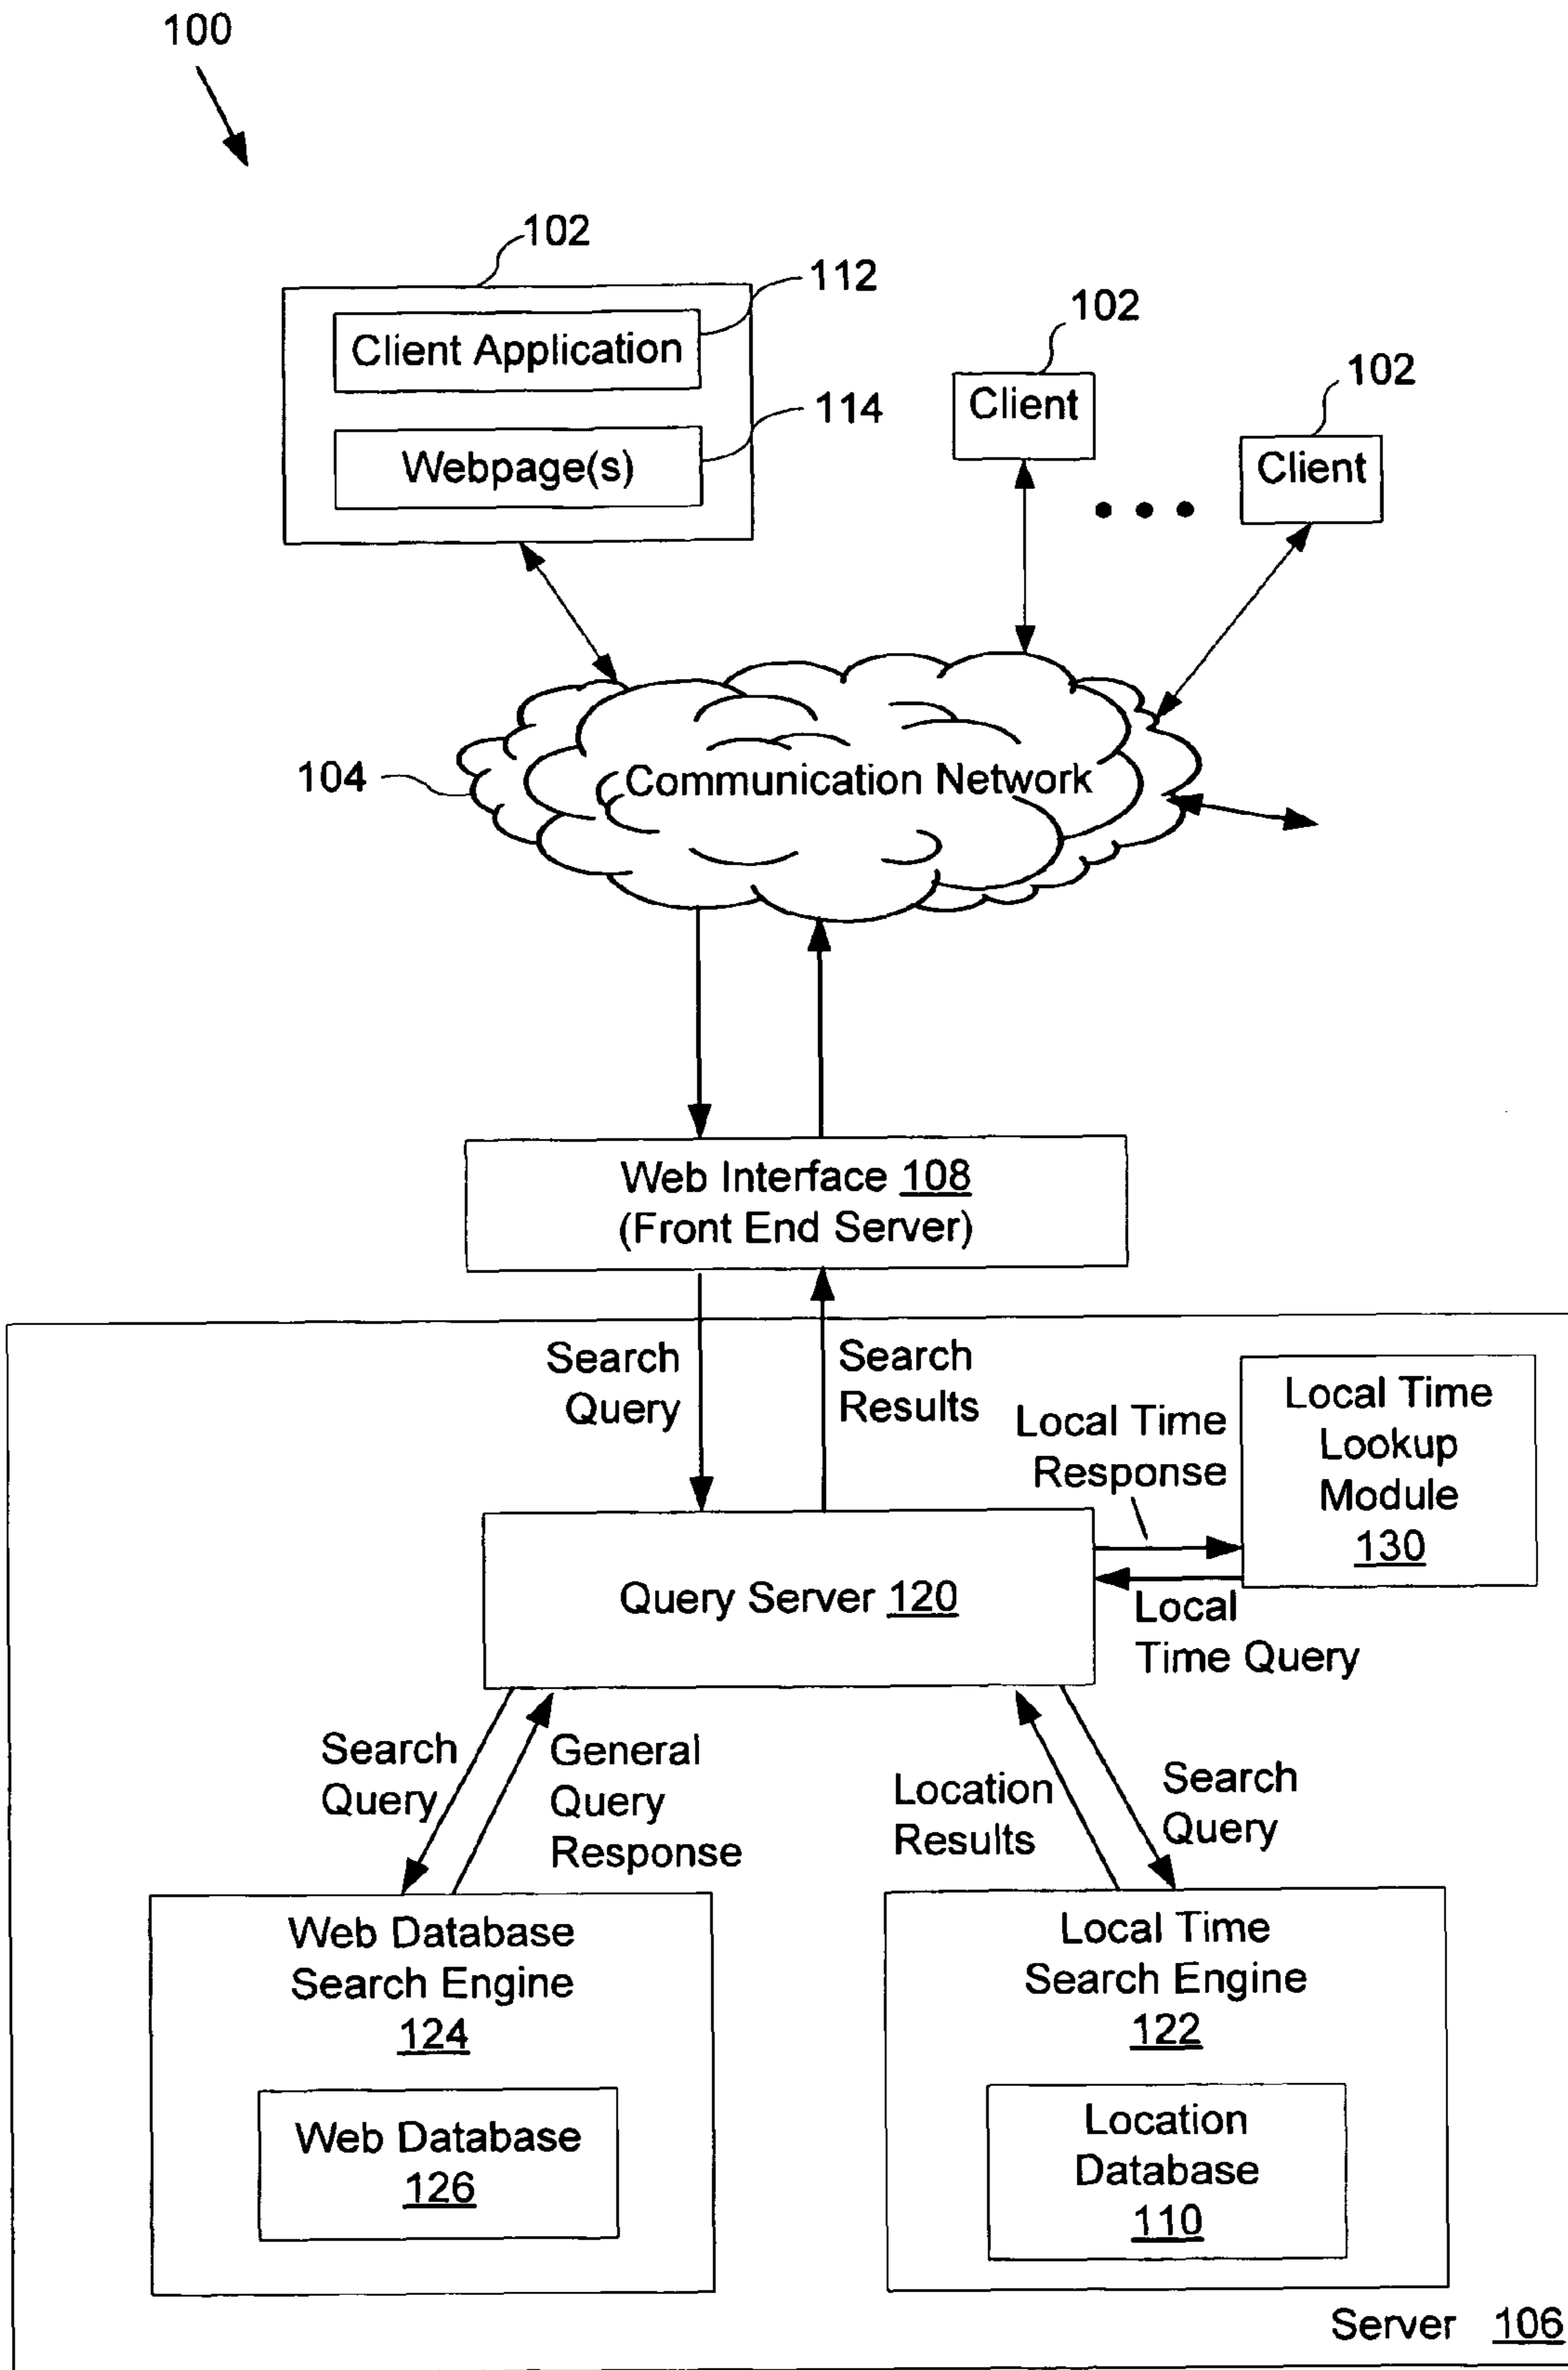 100
102
112
Client Application
114
Webpage(s)
102
Client
102
Client
104
Communication Network
Web Interface 108
(Front End Server)
Search
Query
Search
Results
Local Time
Response
Local Time
Lookup
Module
130
Query Server 120
Local
Time Query
Search
Query
General
Query
Response
Location
Results
Search
Query
Web Database
Search Engine
124
Web Database
126
Local Time
Search Engine
122
Location
Database
110
Server 106